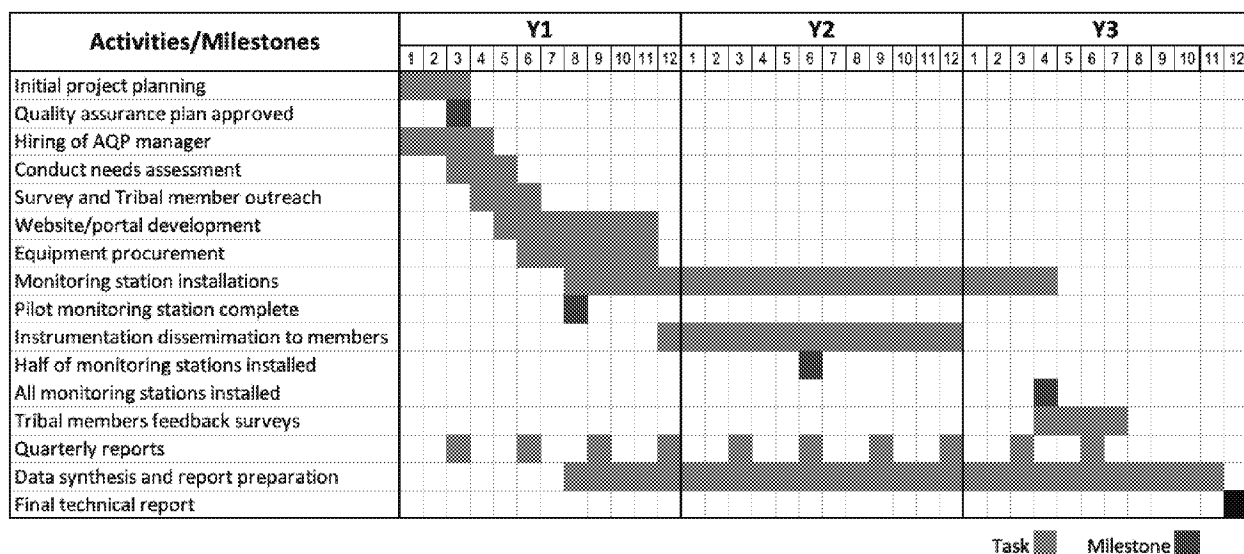 Activities/Milestones Y1 Y2 Y3
1 2 3 4 5 6 7 8 9 10 11 12 1 2 3 4 5 6 7 8 9 10 11 12 1 2 3 4 5 6 7 8 9 10 11 12
Initial project planning
Quality assurance plan approved
Hiring of AQP manager
Conduct needs assessment
Survey and Tribal member outreach
Website/portal development
Equipment procurement
Monitoring station installations
Pilot monitoring station complete
Instrumentation dissemimation to members
Half of monitoring stations installed
All monitoring stations installed
Tribal members feedback surveys
Quarterly reports
Data synthesis and report preparation
Final technical report
Task Milestone